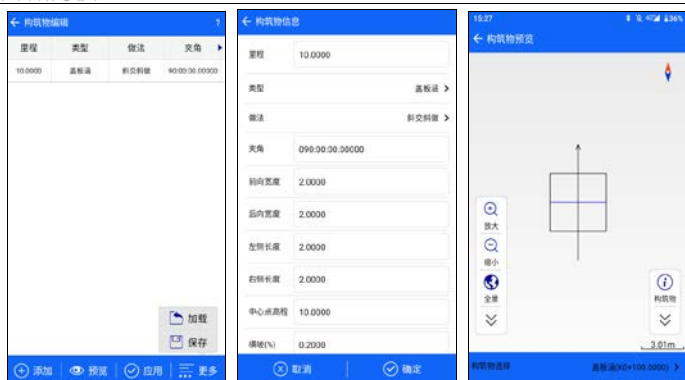 构筑物编辑 ?
里程 类型 做法 夹角
10.0000 盖板涵 斜交斜做 90:00:00.00000
加载
保存
添加 预览 应用 更多
构筑物信息
里程 10.0000
类型 盖板涵
做法 斜交斜做
夹角 090:00:00.00000
前向宽度 2.0000
后向宽度 2.0000
左侧长度 2.0000
右侧长度 2.0000
中心点高程 10.0000
横坡(%) 0.2000
取消 确定
15:27 36%
构筑物预览
放大
缩小
全景
构筑物
3.01m
构筑物选择 盖板涵(K0+100.0000)